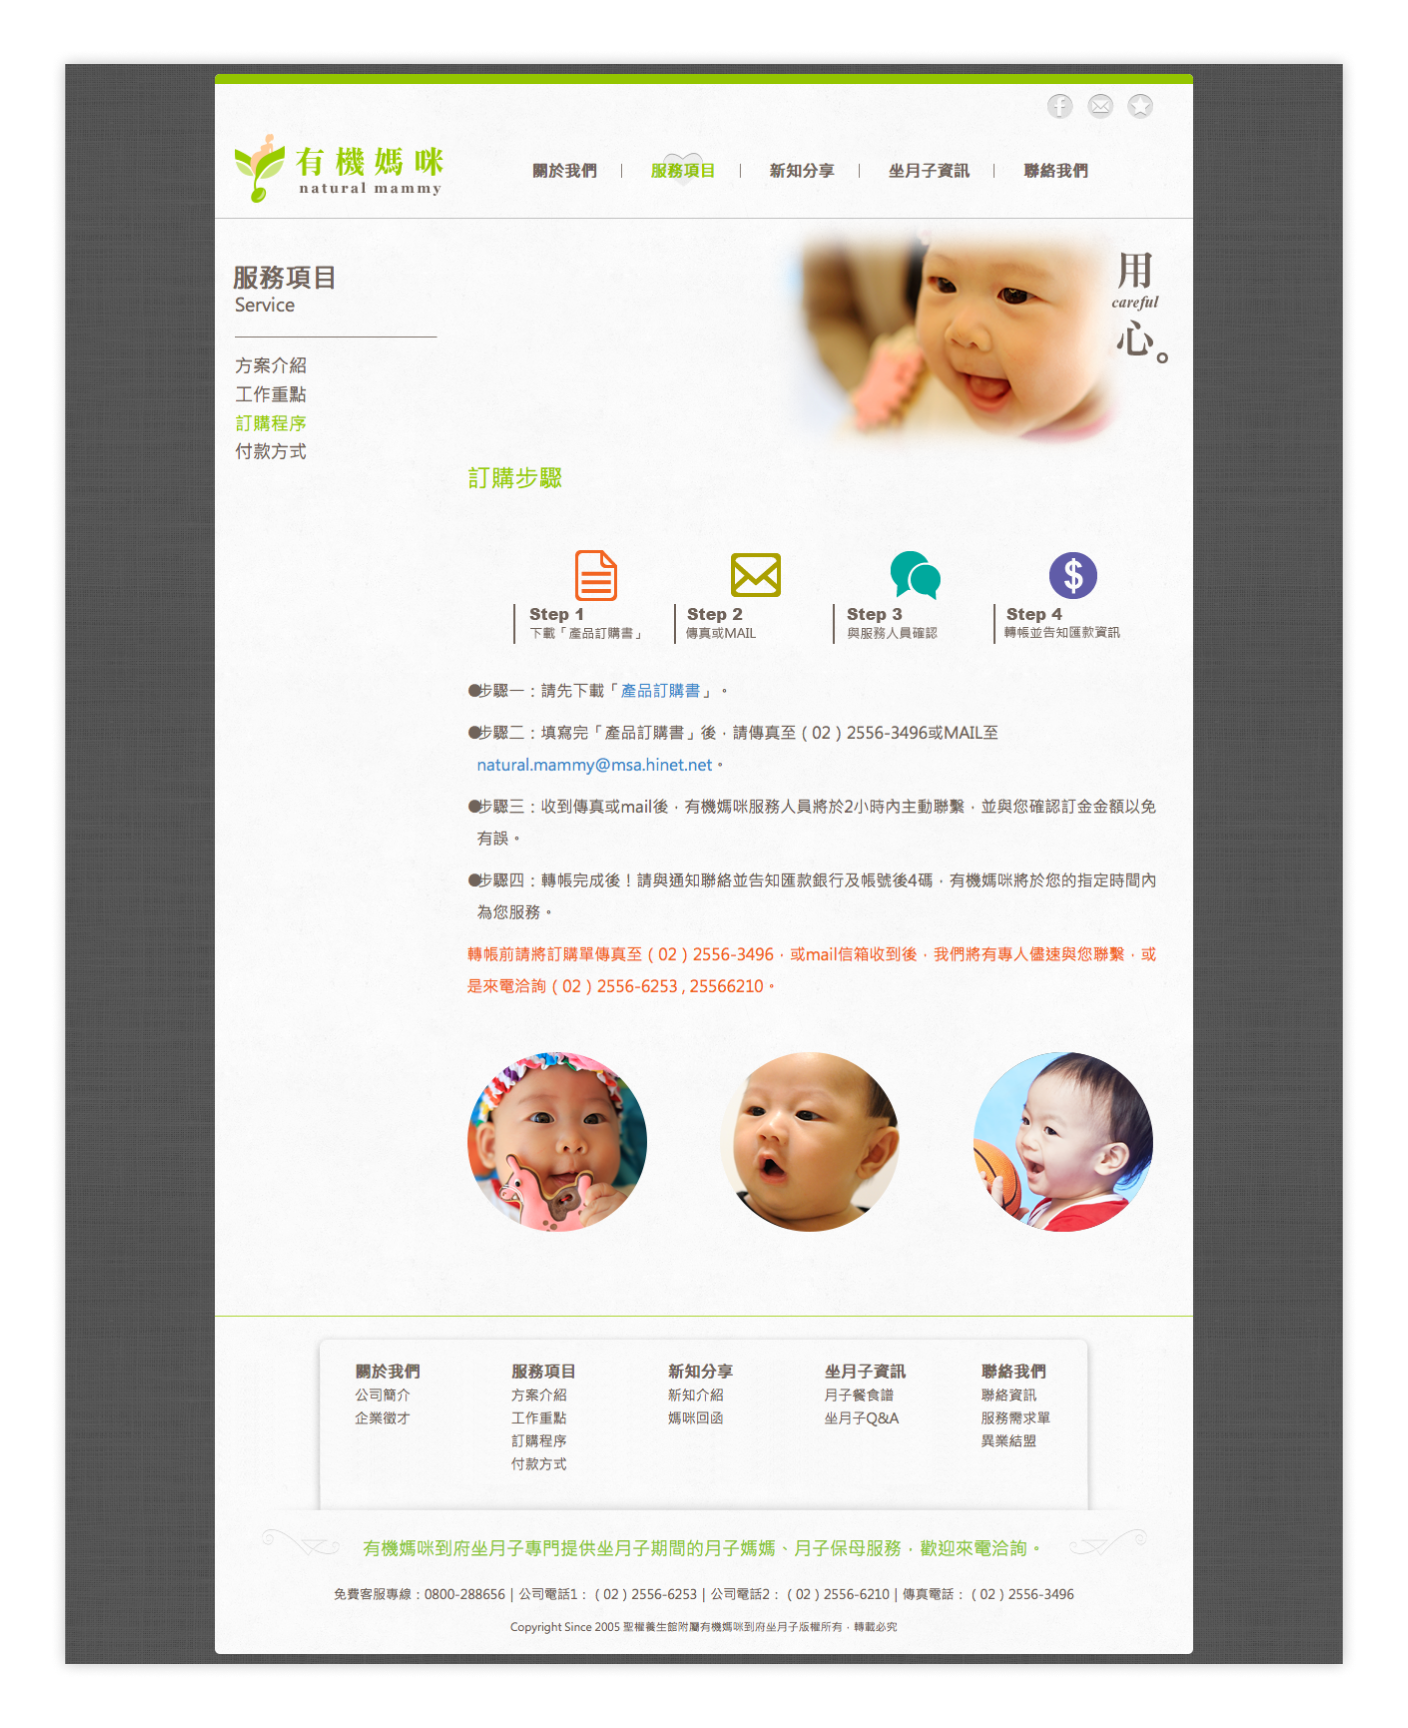 有機媽咪
natural mammy
關於我們 | 服務項目 | 新知分享 | 坐月子資訊 | 聯絡我們
服務項目
Service
方案介紹
工作重點
訂購程序
付款方式
用
careful
心。
訂購步驟
Step 1
下載「產品訂購書」
Step 2
傳真或MAIL
Step 3
與服務人員確認
Step 4
轉帳並告知匯款資訊
●步驟一：請先下載「產品訂購書」。
●步驟二：填寫完「產品訂購書」後，請傳真至（02）2556-3496或MAIL至
natural.mammy@msa.hinet.net。
●步驟三：收到傳真或mail後，有機媽咪服務人員將於2小時內主動聯繫，並與您確認訂金金額以免
有誤。
●步驟四：轉帳完成後！請與通知聯絡並告知匯款銀行及帳號後4碼，有機媽咪將於您的指定時間內
為您服務。
轉帳前請將訂購單傳真至（02）2556-3496，或mail信箱收到後，我們將有專人儘速與您聯繫，或
是來電洽詢（02）2556-6253 , 25566210。
關於我們
公司簡介
企業徵才
服務項目
方案介紹
工作重點
訂購程序
付款方式
新知分享
新知介紹
媽咪回函
坐月子資訊
月子餐食譜
坐月子Q&A
聯絡我們
聯絡資訊
服務需求單
異業結盟
有機媽咪到府坐月子專門提供坐月子期間的月子媽媽、月子保母服務，歡迎來電洽詢。
免費客服專線：0800-288656 | 公司電話1：（02）2556-6253 | 公司電話2：（02）2556-6210 | 傳真電話：（02）2556-3496
Copyright Since 2005 聖權養生館附屬有機媽咪到府坐月子版權所有，轉載必究